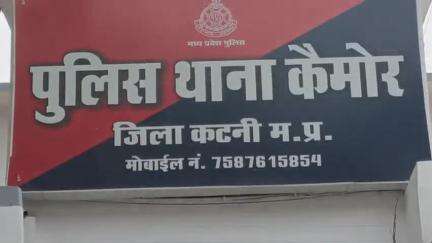 मध्य प्रदेश पुलिस
पुलिस थाना कैमोर
जिला कटनी म.प्र.
मोबाईल नं. 7587615854